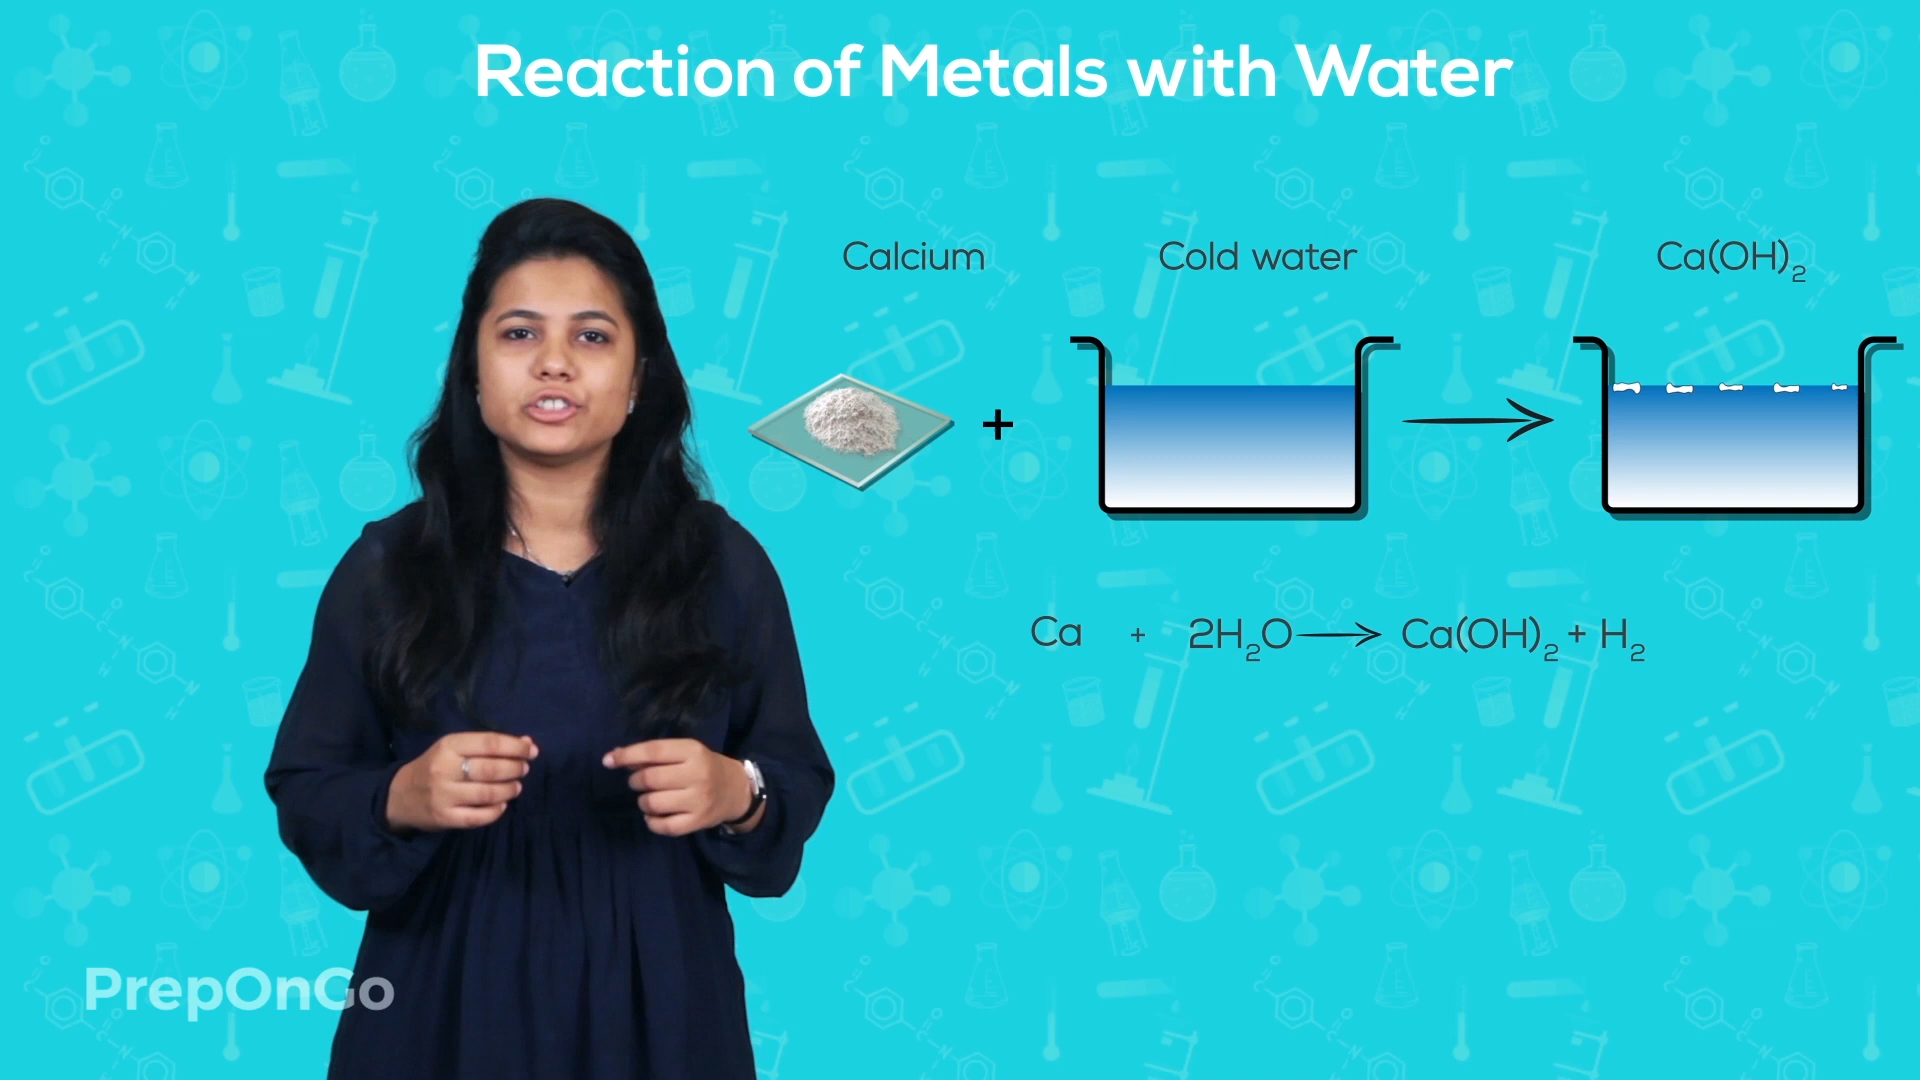 Reaction of Metals with Water
Calcium Cold water Ca(OH)₂
+
Ca + 2H₂O ⟶ Ca(OH)₂ + H₂
PrepOnGo